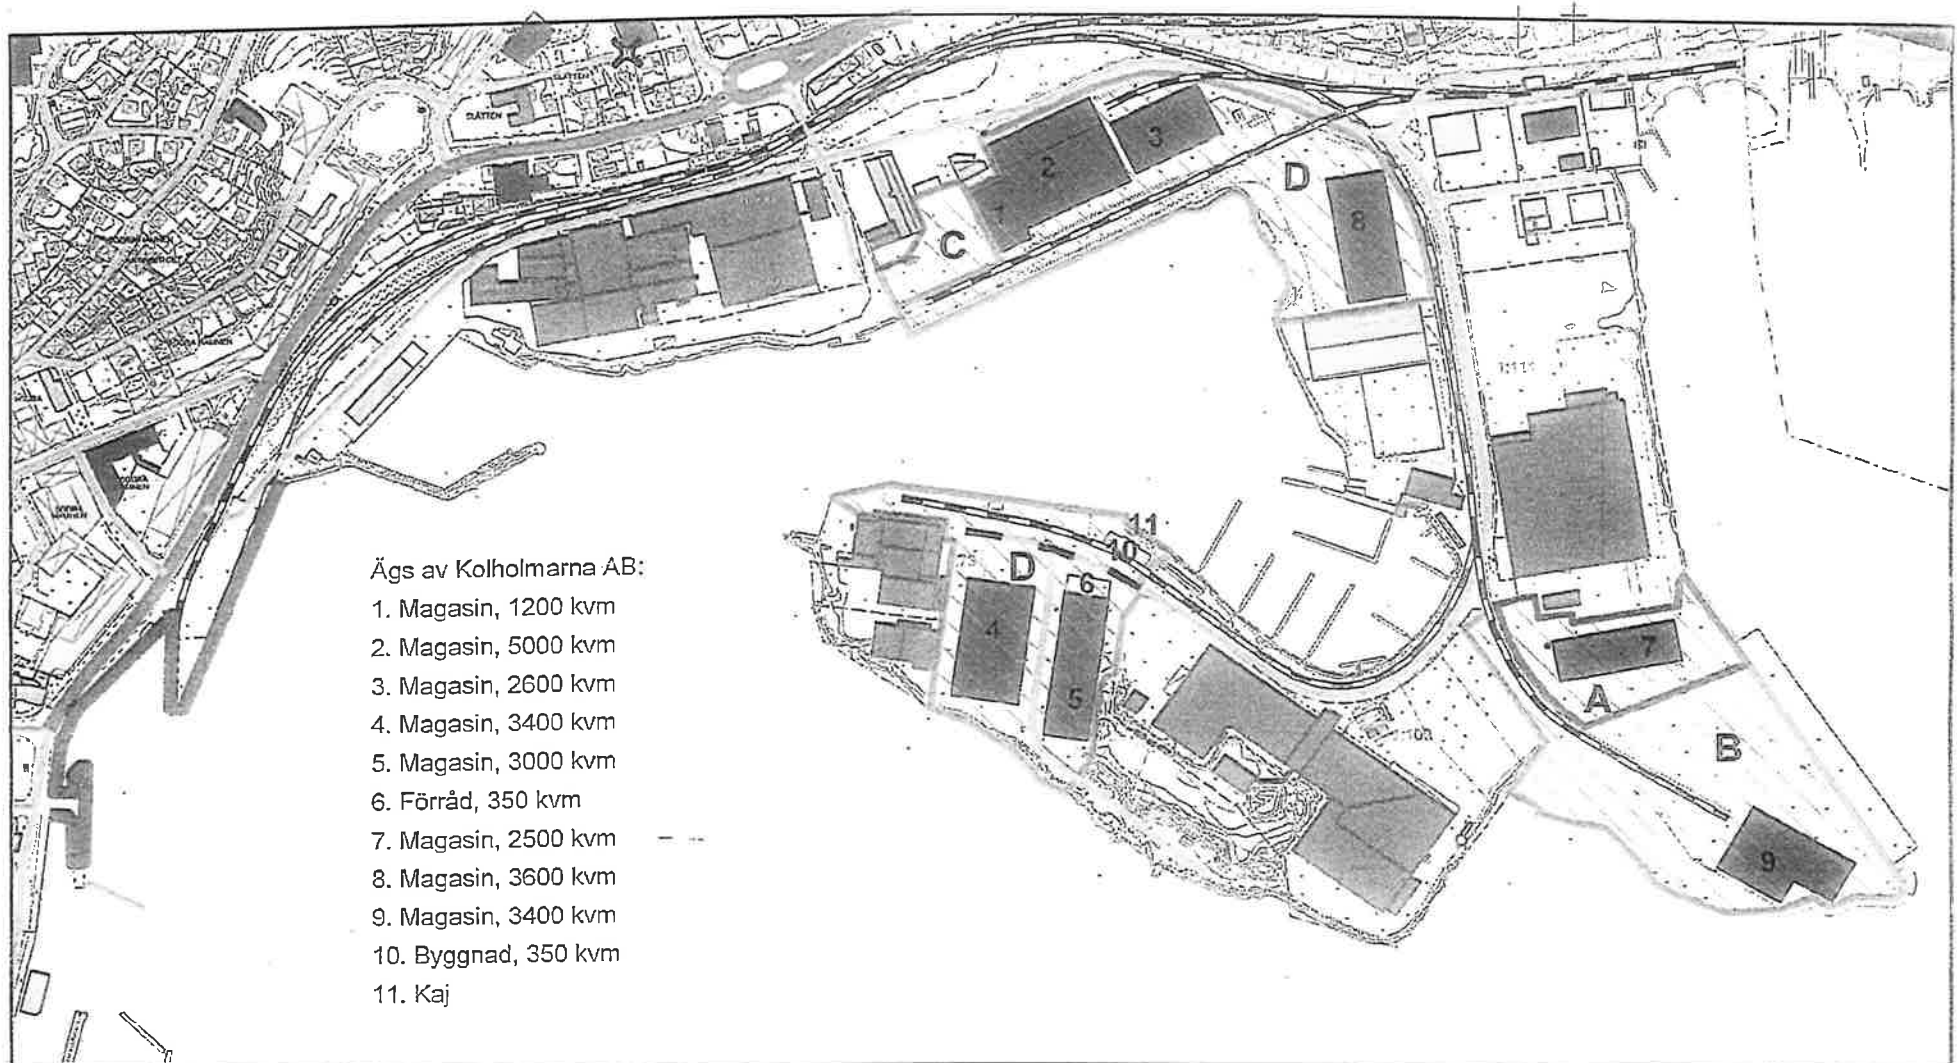 SLÄTTEN
2
3
D
8
1
C
11
10
D
6
4
5
7
A
B
9
Ägs av Kolholmarna AB:
1. Magasin, 1200 kvm
2. Magasin, 5000 kvm
3. Magasin, 2600 kvm
4. Magasin, 3400 kvm
5. Magasin, 3000 kvm
6. Förråd, 350 kvm
7. Magasin, 2500 kvm
8. Magasin, 3600 kvm
9. Magasin, 3400 kvm
10. Byggnad, 350 kvm
11. Kaj